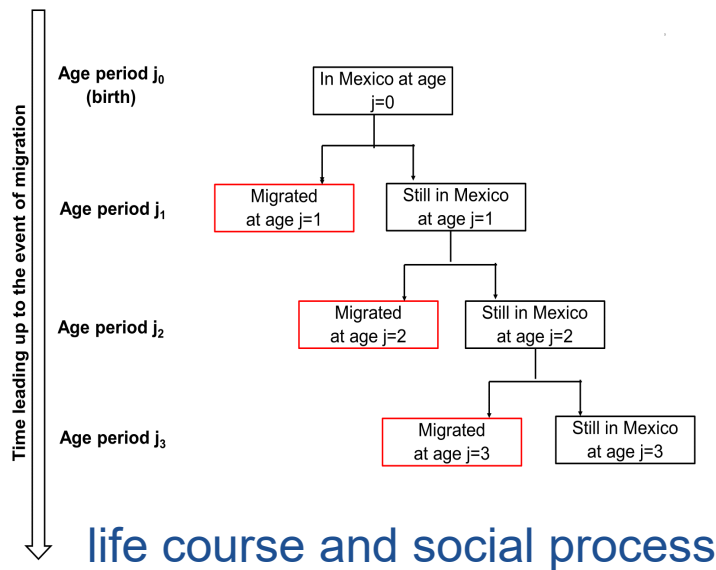 Time leading up to the event of migration
Age period j₀
(birth)
In Mexico at age
j=0
Age period j₁
Migrated
at age j=1
Still in Mexico
at age j=1
Age period j₂
Migrated
at age j=2
Still in Mexico
at age j=2
Age period j₃
Migrated
at age j=3
Still in Mexico
at age j=3
life course and social process